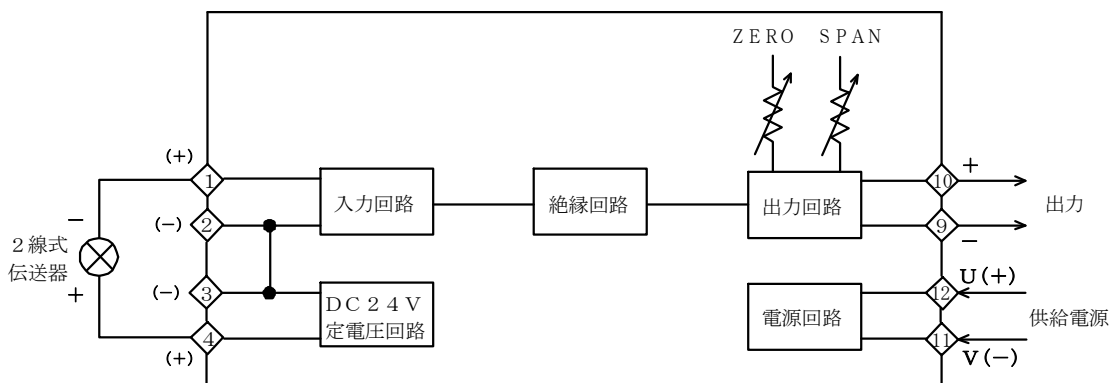 ZERO
SPAN
(+)
1
入力回路
絶縁回路
出力回路
10
+
出力
(-)
2
9
−
−
2線式
伝送器
+
(-)
3
DC24V
定電圧回路
4
(+)
電源回路
12
U(+)
供給電源
11
V(-)